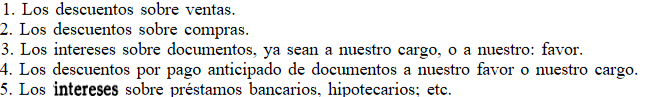 1. Los descuentos sobre ventas.
2. Los descuentos sobre compras.
3. Los intereses sobre documentos, ya sean a nuestro cargo, o a nuestro: favor.
4. Los descuentos por pago anticipado de documentos a nuestro favor o nuestro cargo.
5. Los intereses sobre préstamos bancarios, hipotecarios; etc.